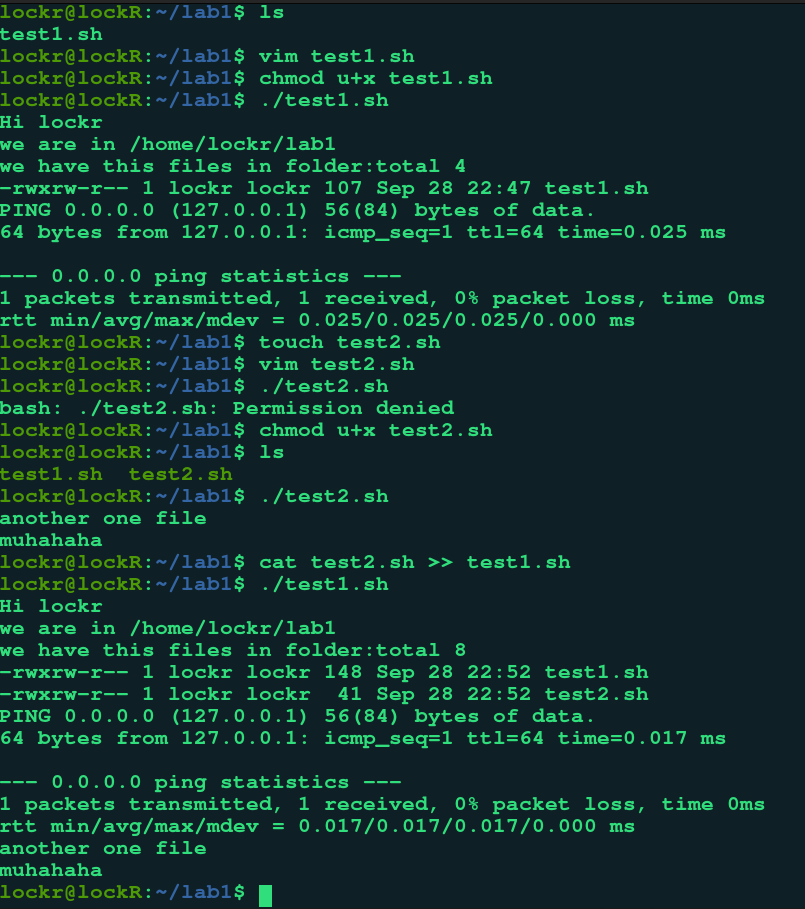 lockr@lockR:~/lab1$ ls
test1.sh
lockr@lockR:~/lab1$ vim test1.sh
lockr@lockR:~/lab1$ chmod u+x test1.sh
lockr@lockR:~/lab1$ ./test1.sh
Hi lockr
we are in /home/lockr/lab1
we have this files in folder:total 4
-rwxrw-r-- 1 lockr lockr 107 Sep 28 22:47 test1.sh
PING 0.0.0.0 (127.0.0.1) 56(84) bytes of data.
64 bytes from 127.0.0.1: icmp_seq=1 ttl=64 time=0.025 ms

--- 0.0.0.0 ping statistics ---
1 packets transmitted, 1 received, 0% packet loss, time 0ms
rtt min/avg/max/mdev = 0.025/0.025/0.025/0.000 ms
lockr@lockR:~/lab1$ touch test2.sh
lockr@lockR:~/lab1$ vim test2.sh
lockr@lockR:~/lab1$ ./test2.sh
bash: ./test2.sh: Permission denied
lockr@lockR:~/lab1$ chmod u+x test2.sh
lockr@lockR:~/lab1$ ls
test1.sh  test2.sh
lockr@lockR:~/lab1$ ./test2.sh
another one file
muhahaha
lockr@lockR:~/lab1$ cat test2.sh >> test1.sh
lockr@lockR:~/lab1$ ./test1.sh
Hi lockr
we are in /home/lockr/lab1
we have this files in folder:total 8
-rwxrw-r-- 1 lockr lockr 148 Sep 28 22:52 test1.sh
-rwxrw-r-- 1 lockr lockr  41 Sep 28 22:52 test2.sh
PING 0.0.0.0 (127.0.0.1) 56(84) bytes of data.
64 bytes from 127.0.0.1: icmp_seq=1 ttl=64 time=0.017 ms

--- 0.0.0.0 ping statistics ---
1 packets transmitted, 1 received, 0% packet loss, time 0ms
rtt min/avg/max/mdev = 0.017/0.017/0.017/0.000 ms
another one file
muhahaha
lockr@lockR:~/lab1$